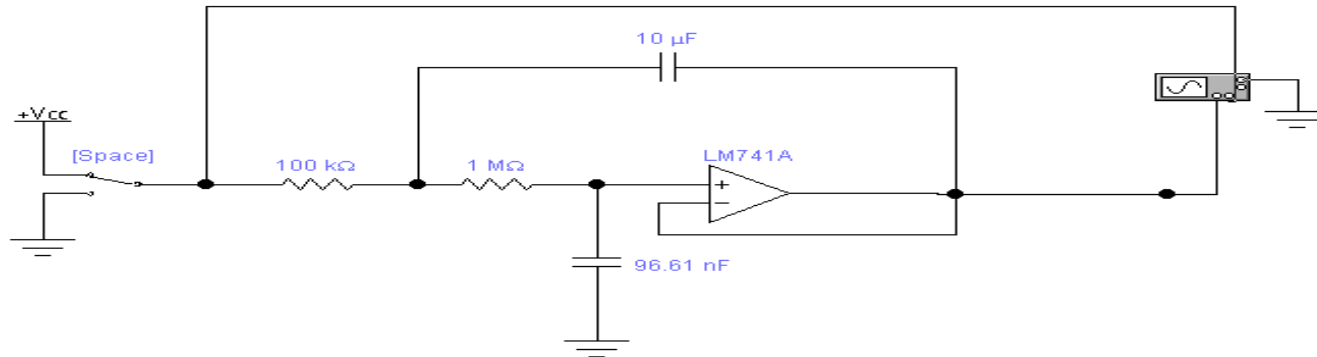 10 µF
+Vcc
[Space]
100 kΩ
1 MΩ
LM741A
+
−
96.61 nF